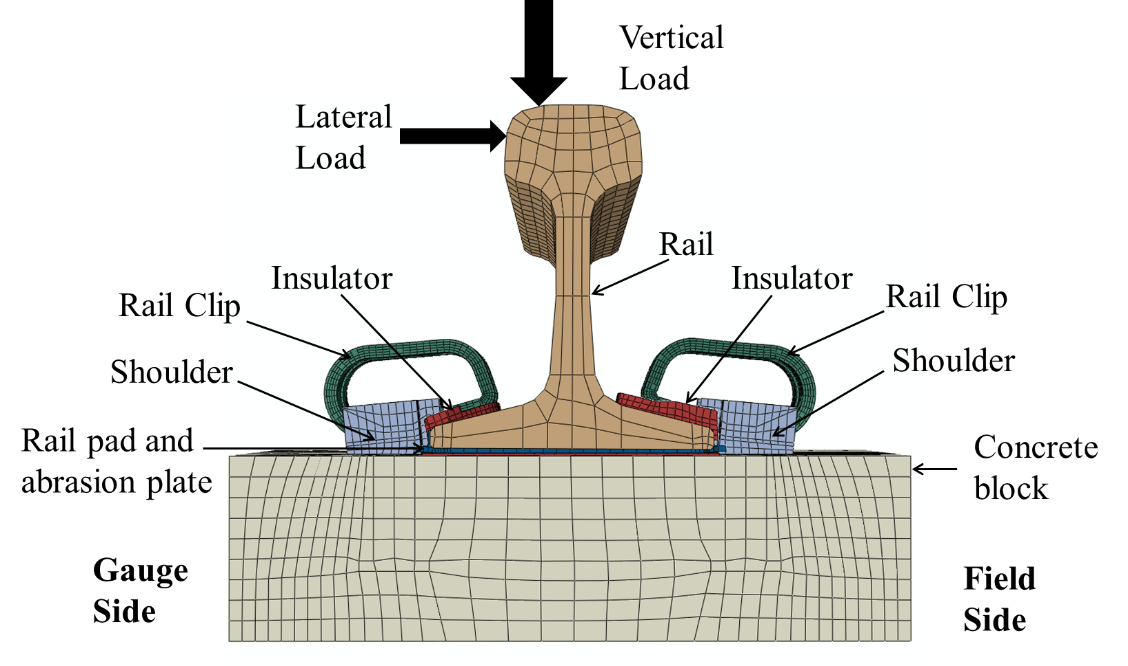 Vertical
Load
Lateral
Load
Rail
Insulator
Insulator
Rail Clip
Rail Clip
Shoulder
Shoulder
Rail pad and
abrasion plate
Concrete
block
Gauge
Side
Field
Side